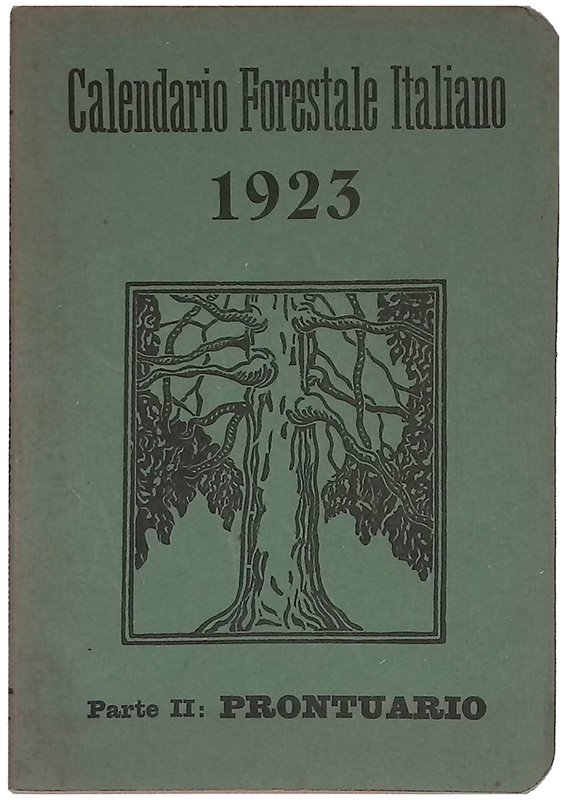 Calendario Forestale Italiano
1923
Parte II: PRONTUARIO